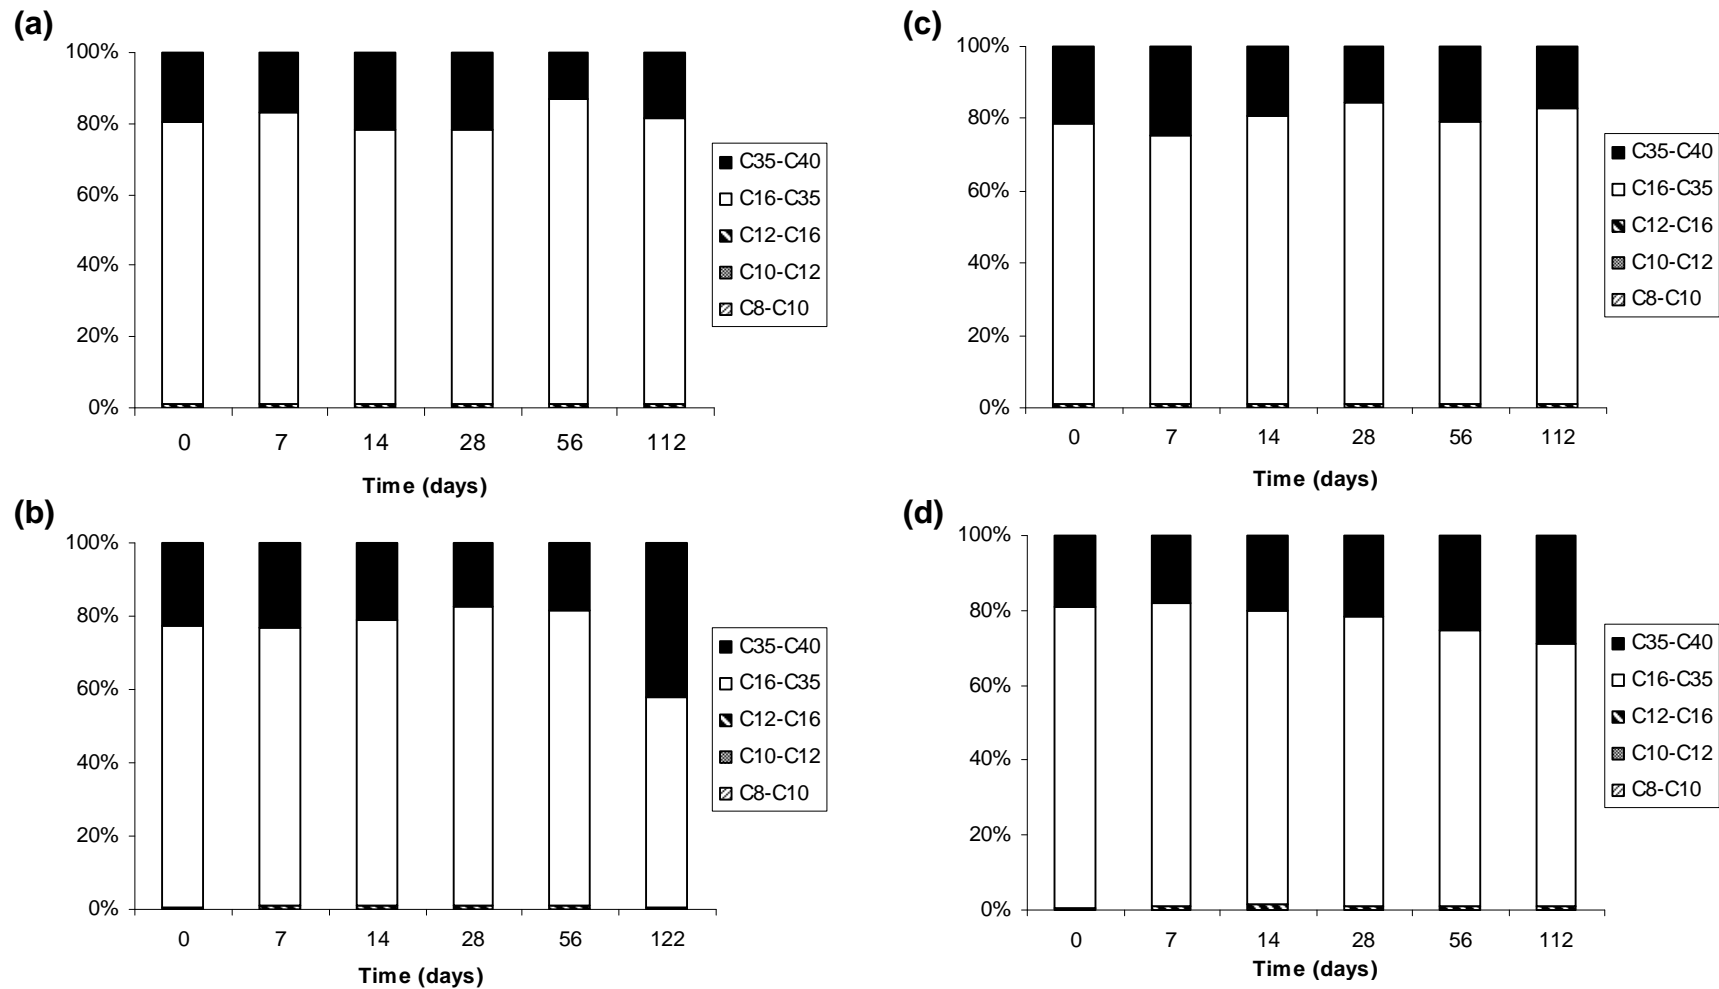 (a)
100%
80%
60%
40%
20%
0%
0 7 14 28 56 112
Time (days)
C35-C40
C16-C35
C12-C16
C10-C12
C8-C10
(c)
100%
80%
60%
40%
20%
0%
0 7 14 28 56 112
Time (days)
C35-C40
C16-C35
C12-C16
C10-C12
C8-C10
(b)
100%
80%
60%
40%
20%
0%
0 7 14 28 56 122
Time (days)
C35-C40
C16-C35
C12-C16
C10-C12
C8-C10
(d)
100%
80%
60%
40%
20%
0%
0 7 14 28 56 112
Time (days)
C35-C40
C16-C35
C12-C16
C10-C12
C8-C10